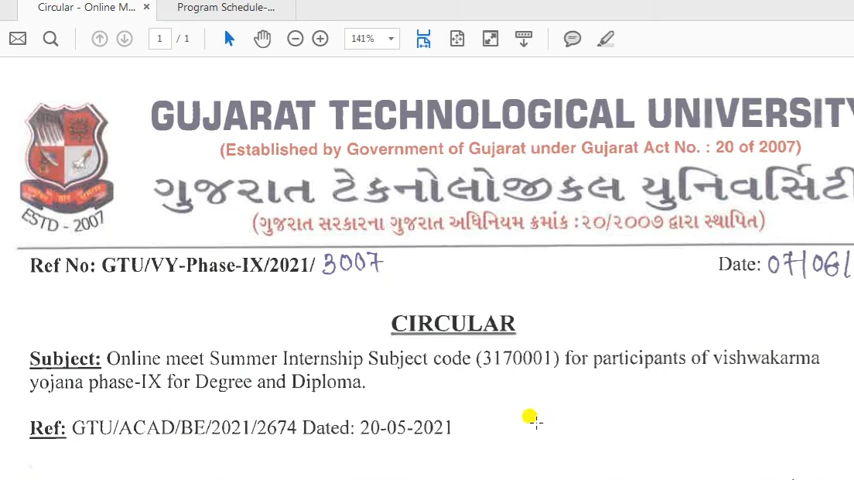 Circular - Online M... ×
Program Schedule-...
1 / 1
141%
GUJARAT TECHNOLOGICAL UNIVERSITY
(Established by Government of Gujarat under Gujarat Act No. : 20 of 2007)
ગુજરાત ટેકનોલોજીકલ યુનિવર્સિટી
(ગુજરાત સરકારના ગુજરાત અધિનિયમ ક્રમાંક : ૨૦/૨૦૦૭ દ્વારા સ્થાપિત)
ESTD - 2007
Ref No: GTU/VY-Phase-IX/2021/ 3007
Date: 07/06/
CIRCULAR
Subject: Online meet Summer Internship Subject code (3170001) for participants of vishwakarma
yojana phase-IX for Degree and Diploma.
Ref: GTU/ACAD/BE/2021/2674 Dated: 20-05-2021